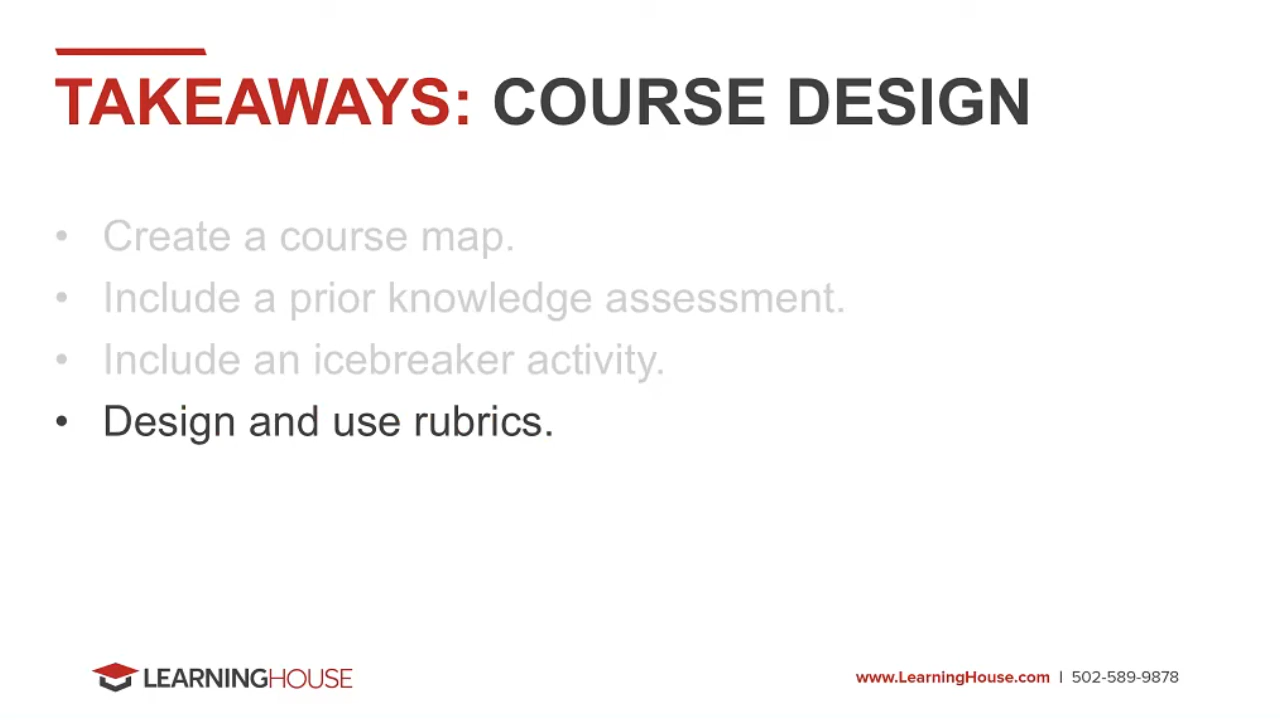 TAKEAWAYS: COURSE DESIGN
• Create a course map.
• Include a prior knowledge assessment.
• Include an icebreaker activity.
• Design and use rubrics.
LEARNINGHOUSE
www.LearningHouse.com | 502-589-9878